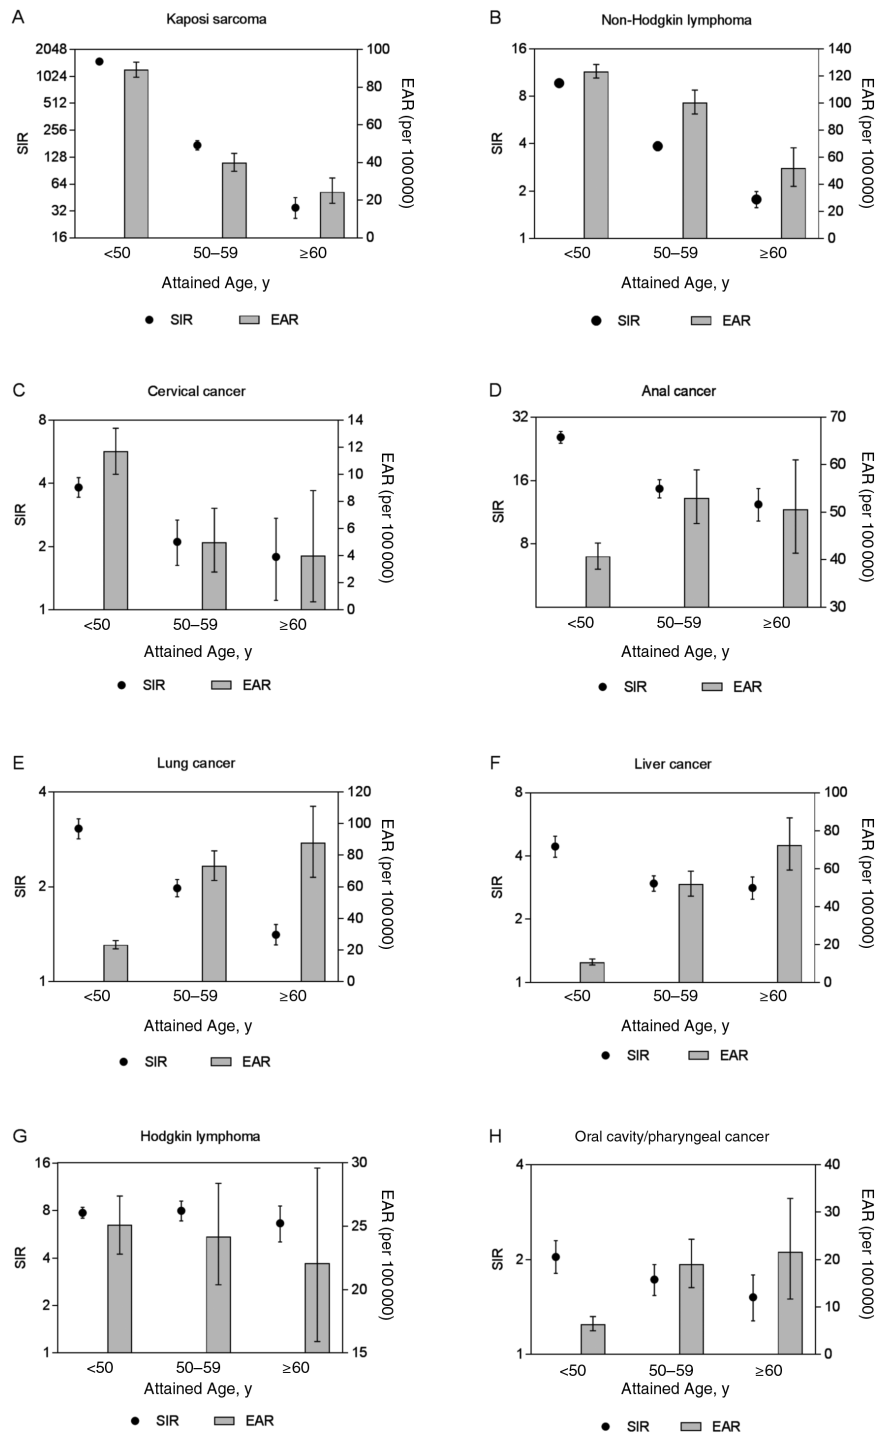 A
Kaposi sarcoma
2048
1024
512
256
128
64
32
16
SIR
100
80
60
40
20
0
EAR (per 100 000)
<50
50–59
≥60
Attained Age, y
SIR
EAR
B
Non-Hodgkin lymphoma
16
8
4
2
1
SIR
140
120
100
80
60
40
20
0
EAR (per 100 000)
<50
50–59
≥60
Attained Age, y
SIR
EAR
C
Cervical cancer
8
4
2
1
SIR
14
12
10
8
6
4
2
0
EAR (per 100 000)
<50
50–59
≥60
Attained Age, y
SIR
EAR
D
Anal cancer
32
16
8
SIR
70
60
50
40
30
EAR (per 100 000)
<50
50–59
≥60
Attained Age, y
SIR
EAR
E
Lung cancer
4
2
1
SIR
120
100
80
60
40
20
0
EAR (per 100 000)
<50
50–59
≥60
Attained Age, y
SIR
EAR
F
Liver cancer
8
4
2
1
SIR
100
80
60
40
20
0
EAR (per 100 000)
<50
50–59
≥60
Attained Age, y
SIR
EAR
G
Hodgkin lymphoma
16
8
4
2
1
SIR
30
25
20
15
EAR (per 100 000)
<50
50–59
≥60
Attained Age, y
SIR
EAR
H
Oral cavity/pharyngeal cancer
4
2
1
SIR
40
30
20
10
0
EAR (per 100 000)
<50
50–59
≥60
Attained Age, y
SIR
EAR